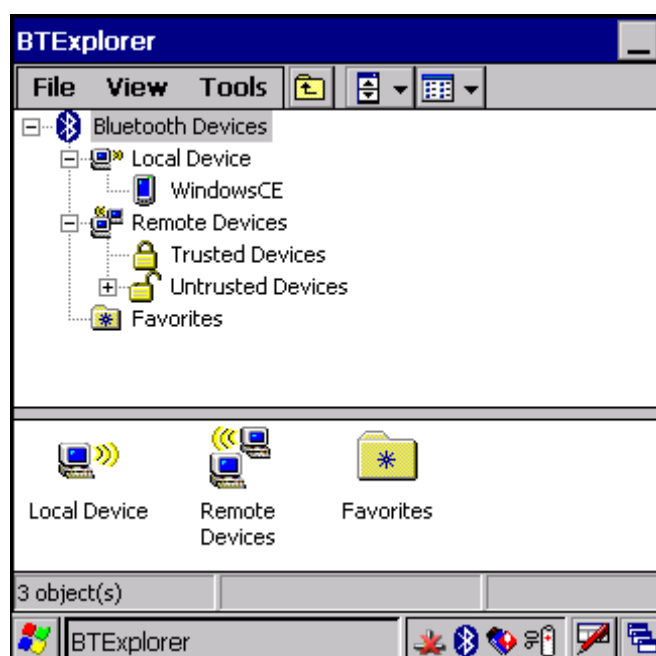 BTExplorer
File View Tools
Bluetooth Devices
Local Device
WindowsCE
Remote Devices
Trusted Devices
Untrusted Devices
Favorites
Local Device
Remote
Devices
Favorites
3 object(s)
BTExplorer